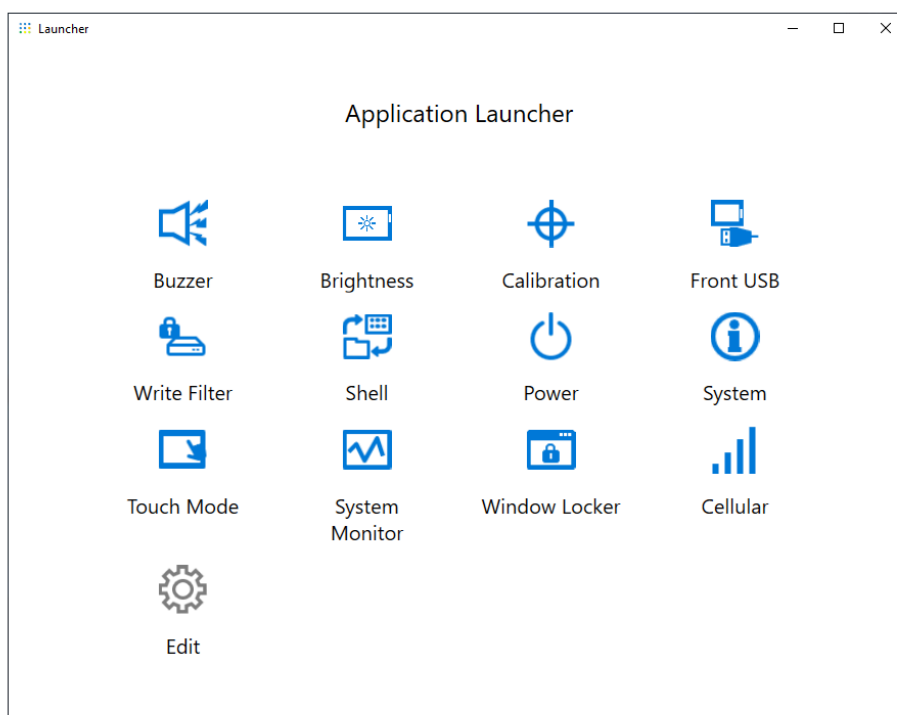 Launcher
Application Launcher
Buzzer
Brightness
Calibration
Front USB
Write Filter
Shell
Power
System
Touch Mode
System
Monitor
Window Locker
Cellular
Edit